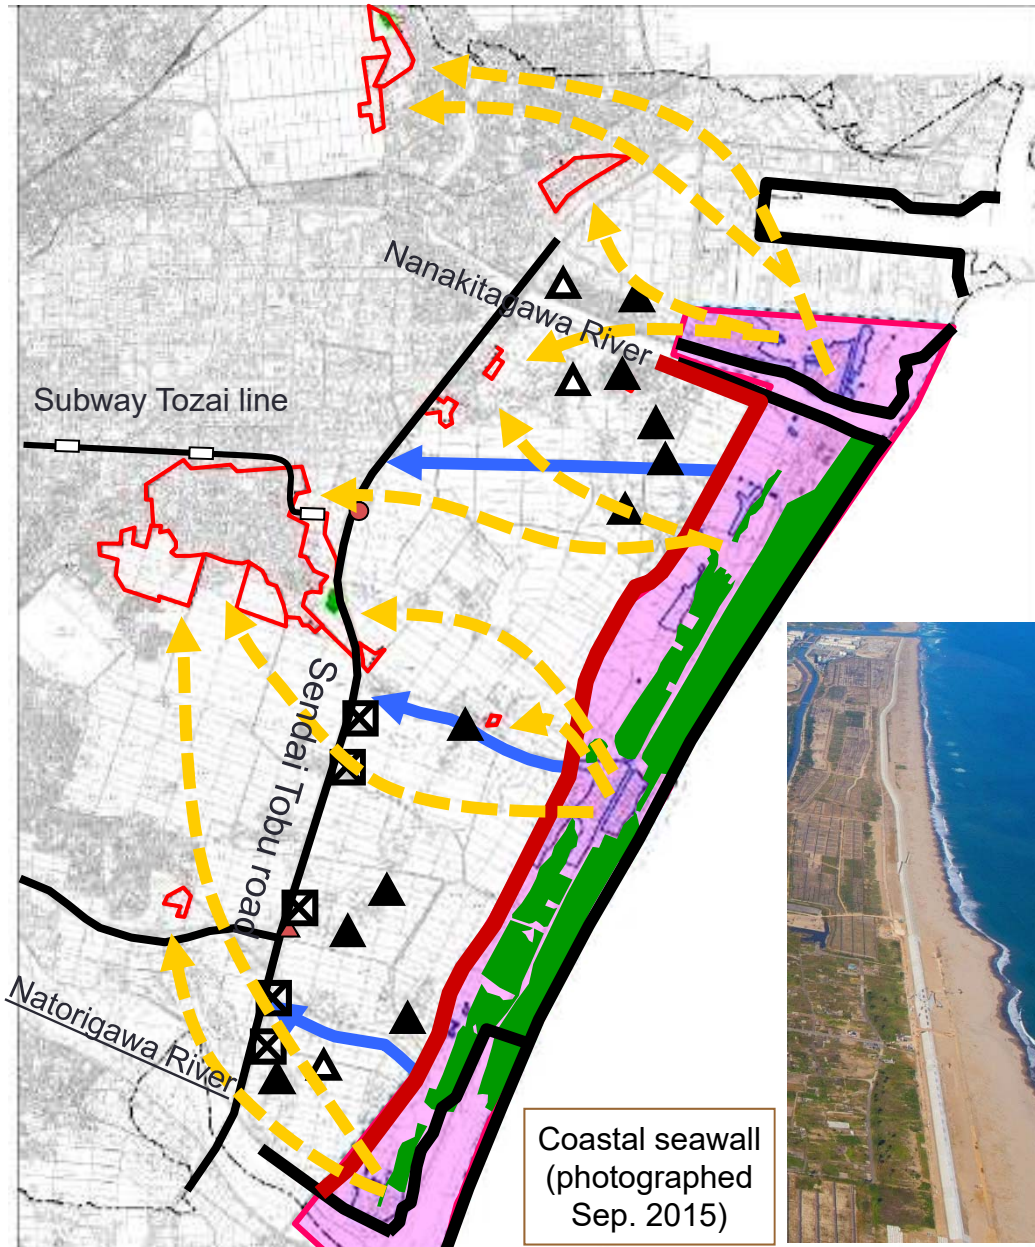 Nanakitagawa River
Subway Tozai line
Sendai Tobu road
Natorigawa River
Coastal seawall
(photographed
Sep. 2015)